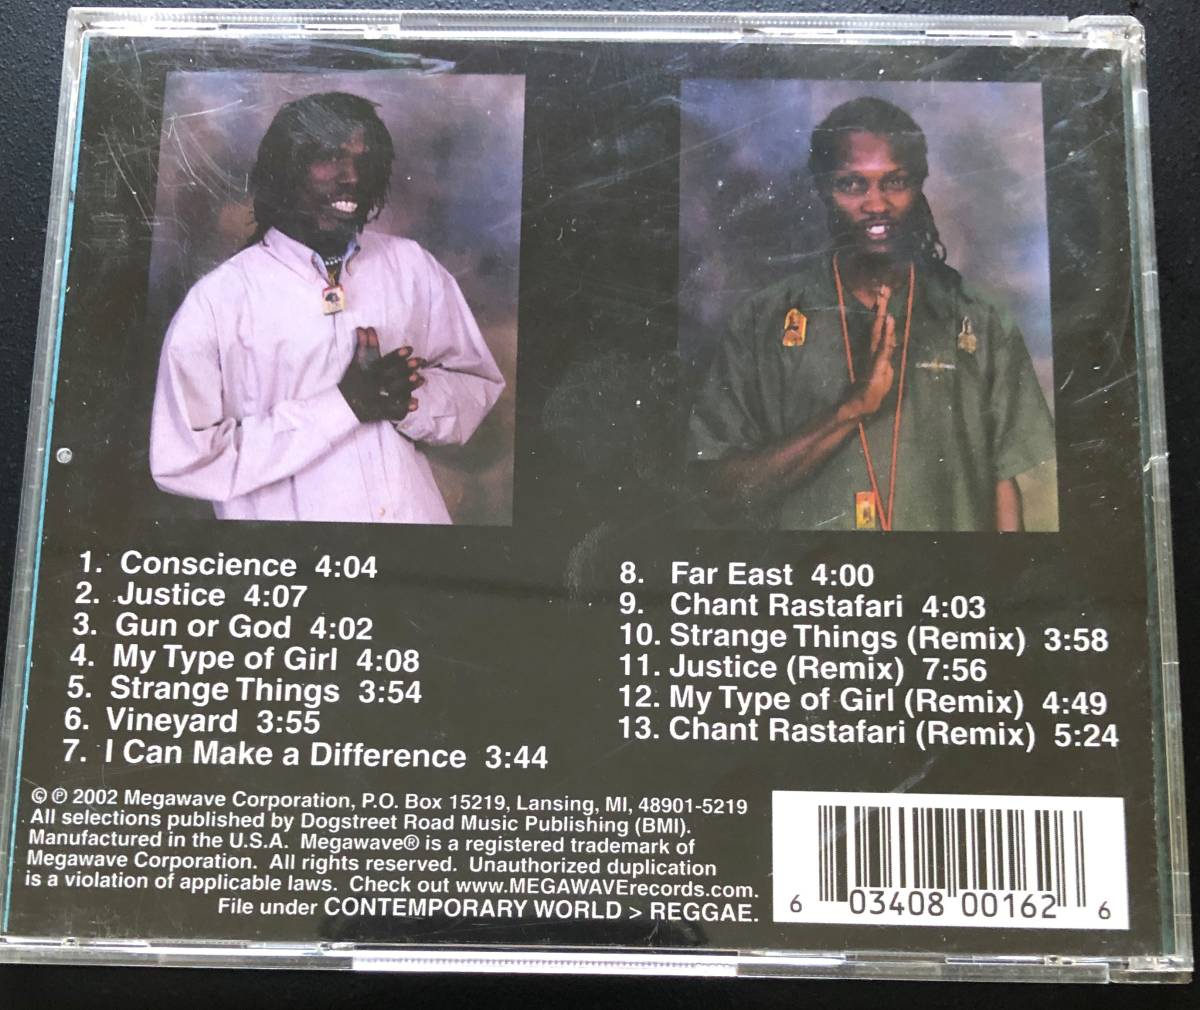 1. Conscience 4:04
2. Justice 4:07
3. Gun or God 4:02
4. My Type of Girl 4:08
5. Strange Things 3:54
6. Vineyard 3:55
7. I Can Make a Difference 3:44
8. Far East 4:00
9. Chant Rastafari 4:03
10. Strange Things (Remix) 3:58
11. Justice (Remix) 7:56
12. My Type of Girl (Remix) 4:49
13. Chant Rastafari (Remix) 5:24
© ℗ 2002 Megawave Corporation, P.O. Box 15219, Lansing, MI, 48901-5219
All selections published by Dogstreet Road Music Publishing (BMI).
Manufactured in the U.S.A. Megawave® is a registered trademark of
Megawave Corporation. All rights reserved. Unauthorized duplication
is a violation of applicable laws. Check out www.MEGAWAVErecords.com.
File under CONTEMPORARY WORLD > REGGAE.
6 03408 00162 6